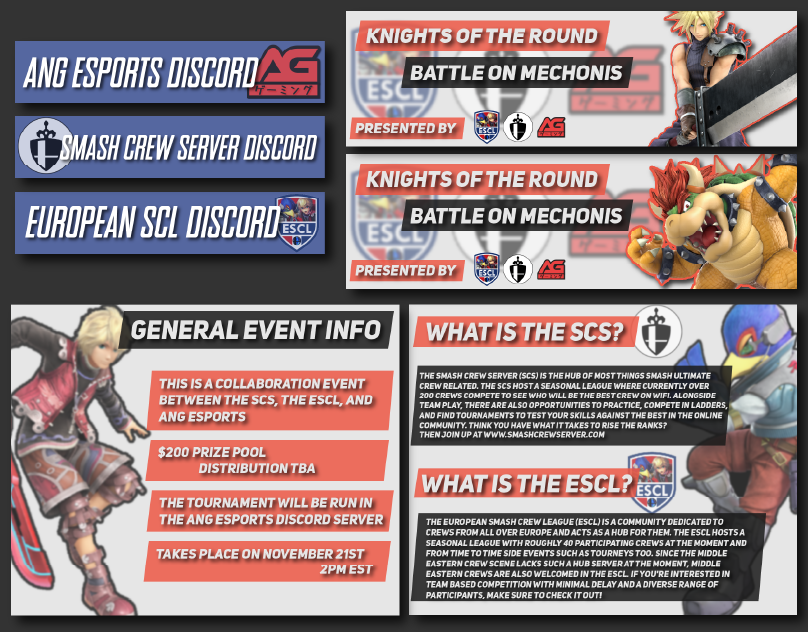 ANG ESPORTS DISCORD
AG
ゲーミング
SMASH CREW SERVER DISCORD
EUROPEAN SCL DISCORD
ESCL
KNIGHTS OF THE ROUND
BATTLE ON MECHONIS
ESCL
AG
PRESENTED BY
ESCL
AG
KNIGHTS OF THE ROUND
BATTLE ON MECHONIS
ESCL
AG
PRESENTED BY
ESCL
AG
GENERAL EVENT INFO
THIS IS A COLLABORATION EVENT
BETWEEN THE SCS, THE ESCL, AND
ANG ESPORTS
$200 PRIZE POOL
DISTRIBUTION TBA
THE TOURNAMENT WILL BE RUN IN
THE ANG ESPORTS DISCORD SERVER
TAKES PLACE ON NOVEMBER 21ST
2PM EST
WHAT IS THE SCS?
THE SMASH CREW SERVER (SCS) IS THE HUB OF MOST THINGS SMASH ULTIMATE
CREW RELATED. THE SCS HOST A SEASONAL LEAGUE WHERE CURRENTLY OVER
200 CREWS COMPETE TO SEE WHO WILL BE THE BEST CREW ON WIFI. ALONGSIDE
TEAM PLAY, THERE ARE ALSO OPPORTUNITIES TO PRACTICE, COMPETE IN LADDERS,
AND FIND TOURNAMENTS TO TEST YOUR SKILLS AGAINST THE BEST IN THE ONLINE
COMMUNITY. THINK YOU HAVE WHAT IT TAKES TO RISE THE RANKS?
THEN JOIN UP AT WWW.SMASHCREWSERVER.COM
WHAT IS THE ESCL?
ESCL
THE EUROPEAN SMASH CREW LEAGUE (ESCL) IS A COMMUNITY DEDICATED TO
CREWS FROM ALL OVER EUROPE AND ACTS AS A HUB FOR THEM. THE ESCL HOSTS A
SEASONAL LEAGUE WITH ROUGHLY 40 PARTICIPATING CREWS AT THE MOMENT AND
FROM TIME TO TIME SIDE EVENTS SUCH AS TOURNEYS TOO. SINCE THE MIDDLE
EASTERN CREW SCENE LACKS SUCH A HUB SERVER AT THE MOMENT, MIDDLE
EASTERN CREWS ARE ALSO WELCOMED IN THE ESCL. IF YOU'RE INTERESTED IN
TEAM BASED COMPETITION WITH MINIMAL DELAY AND A DIVERSE RANGE OF
PARTICIPANTS, MAKE SURE TO CHECK IT OUT!